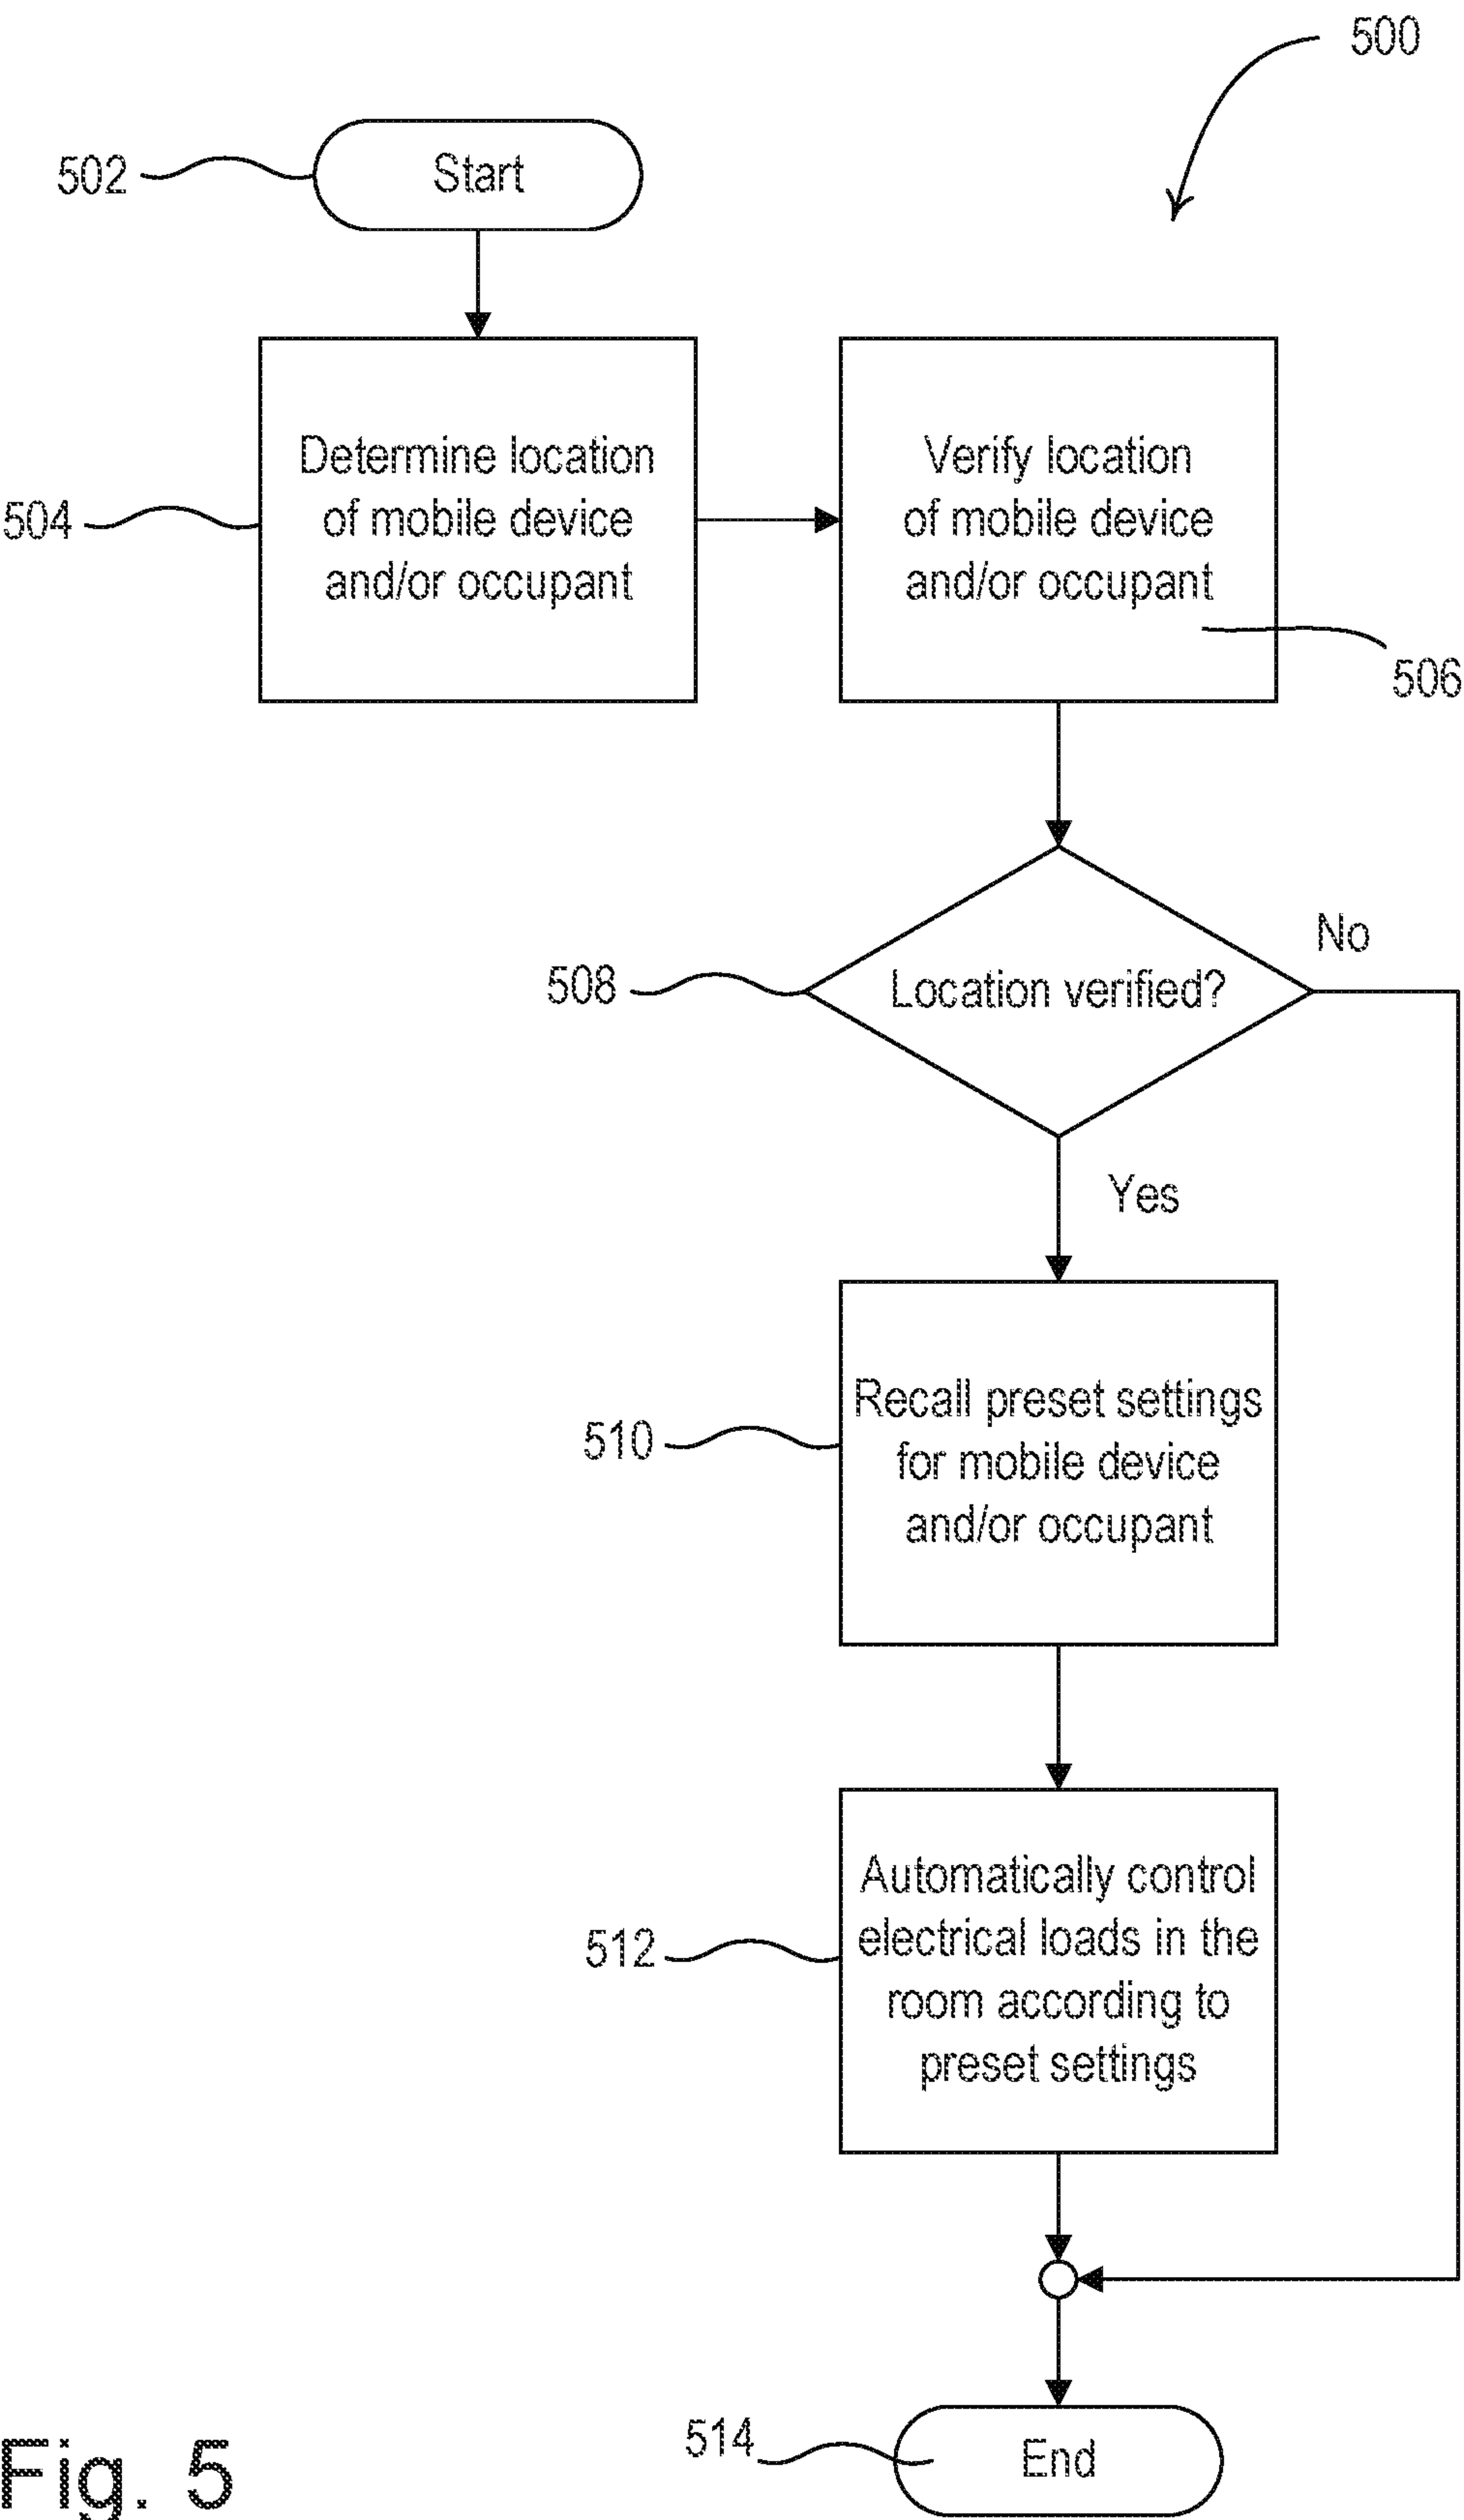 500
502
Start
504
Determine location
of mobile device
and/or occupant
Verify location
of mobile device
and/or occupant
506
508
Location verified?
No
Yes
510
Recall preset settings
for mobile device
and/or occupant
512
Automatically control
electrical loads in the
room according to
preset settings
514
End
Fig. 5